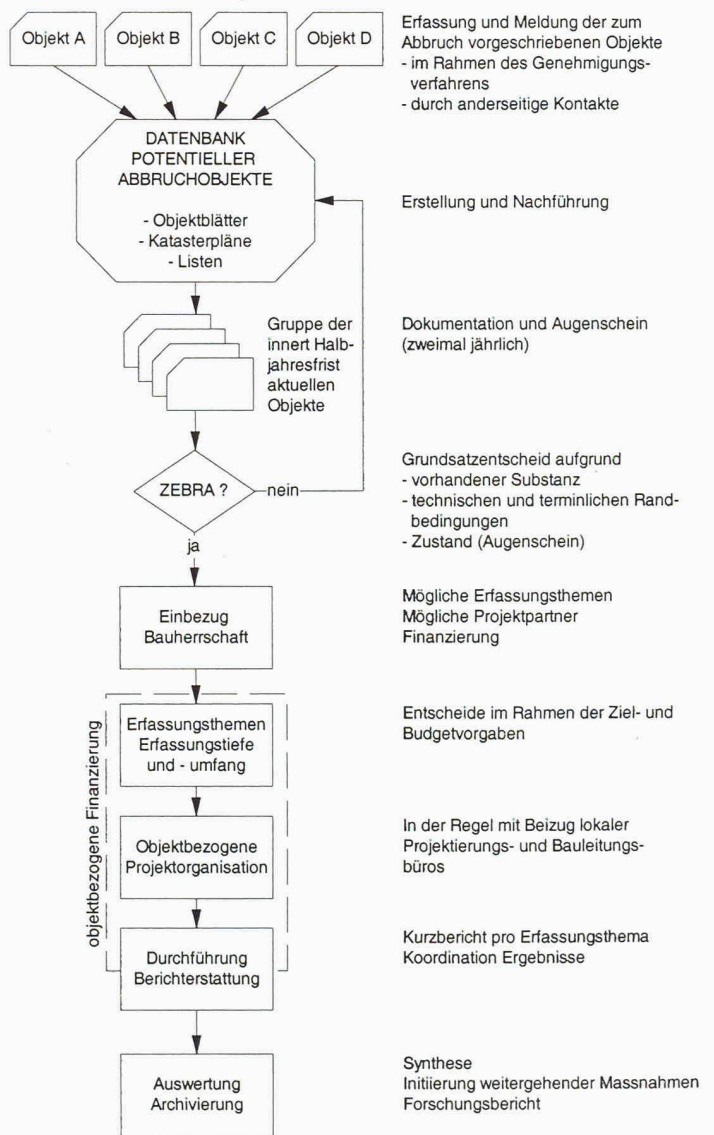 Objekt A
Objekt B
Objekt C
Objekt D
Erfassung und Meldung der zum
Abbruch vorgeschriebenen Objekte
- im Rahmen des Genehmigungs-
verfahrens
- durch anderseitige Kontakte
DATENBANK
POTENTIELLER
ABBRUCHOBJEKTE
- Objektblätter
- Katasterpläne
- Listen
Erstellung und Nachführung
Gruppe der
innert Halb-
jahresfrist
aktuellen
Objekte
Dokumentation und Augenschein
(zweimal jährlich)
ZEBRA ?
nein
ja
Grundsatzentscheid aufgrund
- vorhandener Substanz
- technischen und terminlichen Rand-
bedingungen
- Zustand (Augenschein)
Einbezug
Bauherrschaft
Mögliche Erfassungsthemen
Mögliche Projektpartner
Finanzierung
objektbezogene Finanzierung
Erfassungsthemen
Erfassungstiefe
und - umfang
Entscheide im Rahmen der Ziel- und
Budgetvorgaben
Objektbezogene
Projektorganisation
In der Regel mit Beizug lokaler
Projektierungs- und Bauleitungs-
büros
Durchführung
Berichterstattung
Kurzbericht pro Erfassungsthema
Koordination Ergebnisse
Auswertung
Archivierung
Synthese
Initiierung weitergehender Massnahmen
Forschungsbericht